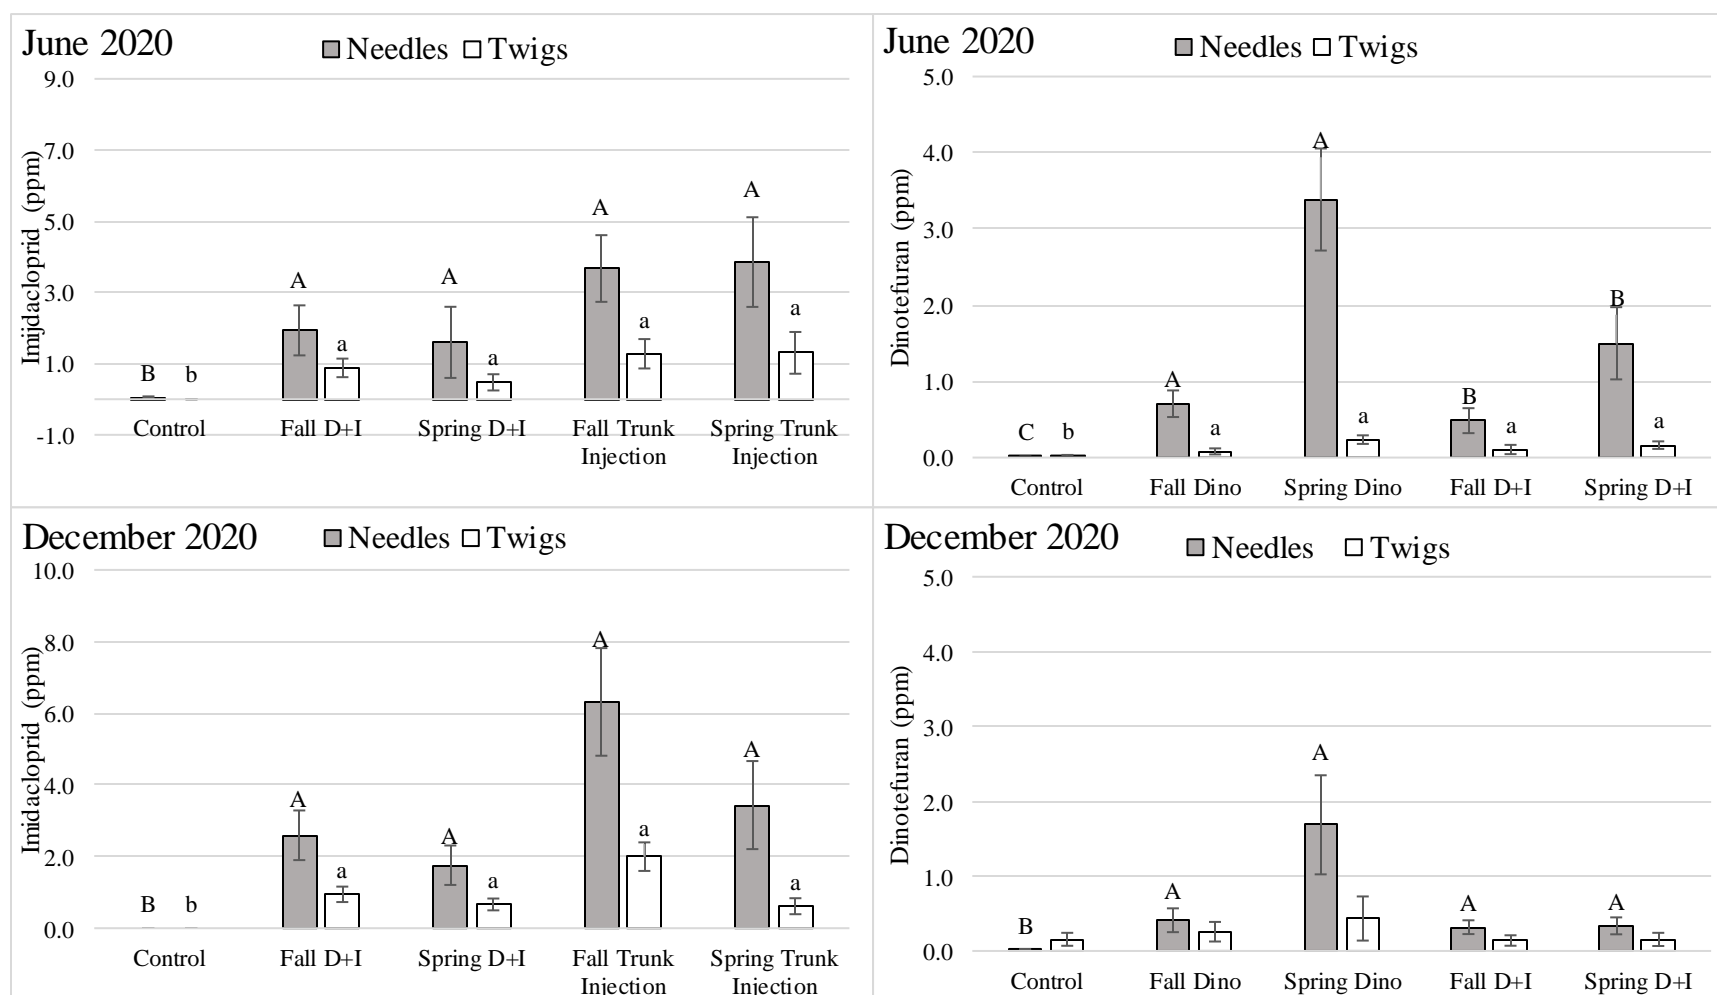 June 2020
Needles Twigs
9.0
7.0
5.0
3.0
1.0
-1.0
Imijdacloprid (ppm)
B b
A a
A a
A a
A a
Control Fall D+I Spring D+I Fall Trunk Injection Spring Trunk Injection
June 2020
Needles Twigs
5.0
4.0
3.0
2.0
1.0
0.0
Dinotefuran (ppm)
C b
A a
A a
B a
B a
Control Fall Dino Spring Dino Fall D+I Spring D+I
December 2020
Needles Twigs
10.0
8.0
6.0
4.0
2.0
0.0
Imidacloprid (ppm)
B b
A a
A a
A a
A a
Control Fall D+I Spring D+I Fall Trunk Injection Spring Trunk Injection
December 2020
Needles Twigs
5.0
4.0
3.0
2.0
1.0
0.0
Dinotefuran (ppm)
B
A
A
A
A
Control Fall Dino Spring Dino Fall D+I Spring D+I